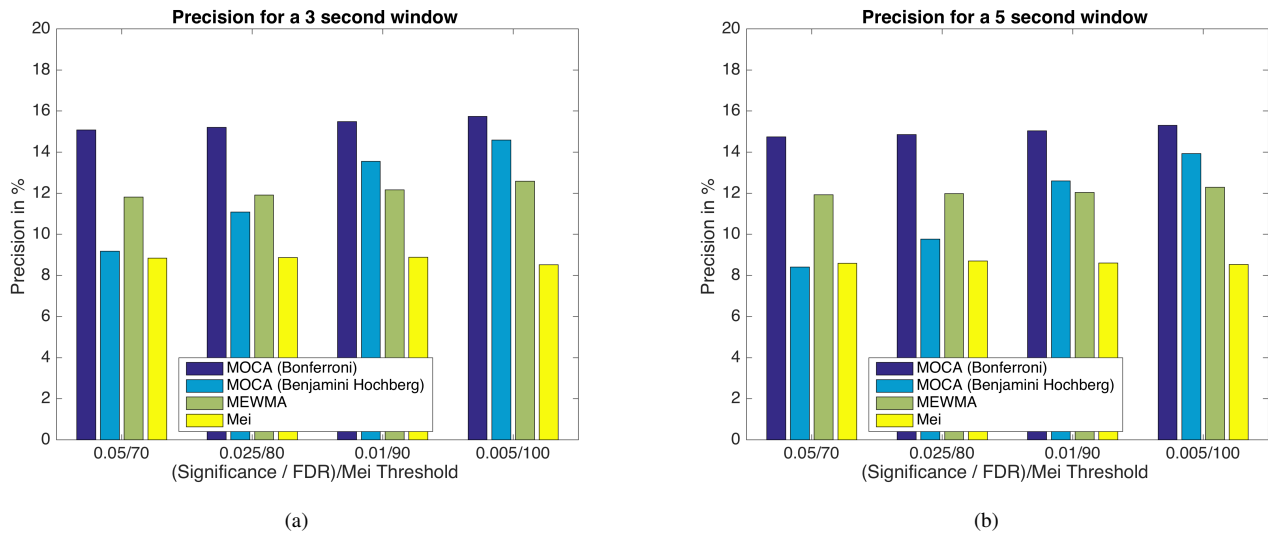 Precision for a 3 second window
20
18
16
14
12
10
8
6
4
2
0
Precision in %
MOCA (Bonferroni)
MOCA (Benjamini Hochberg)
MEWMA
Mei
0.05/70 0.025/80 0.01/90 0.005/100
(Significance / FDR)/Mei Threshold
(a)
Precision for a 5 second window
20
18
16
14
12
10
8
6
4
2
0
Precision in %
MOCA (Bonferroni)
MOCA (Benjamini Hochberg)
MEWMA
Mei
0.05/70 0.025/80 0.01/90 0.005/100
(Significance / FDR)/Mei Threshold
(b)